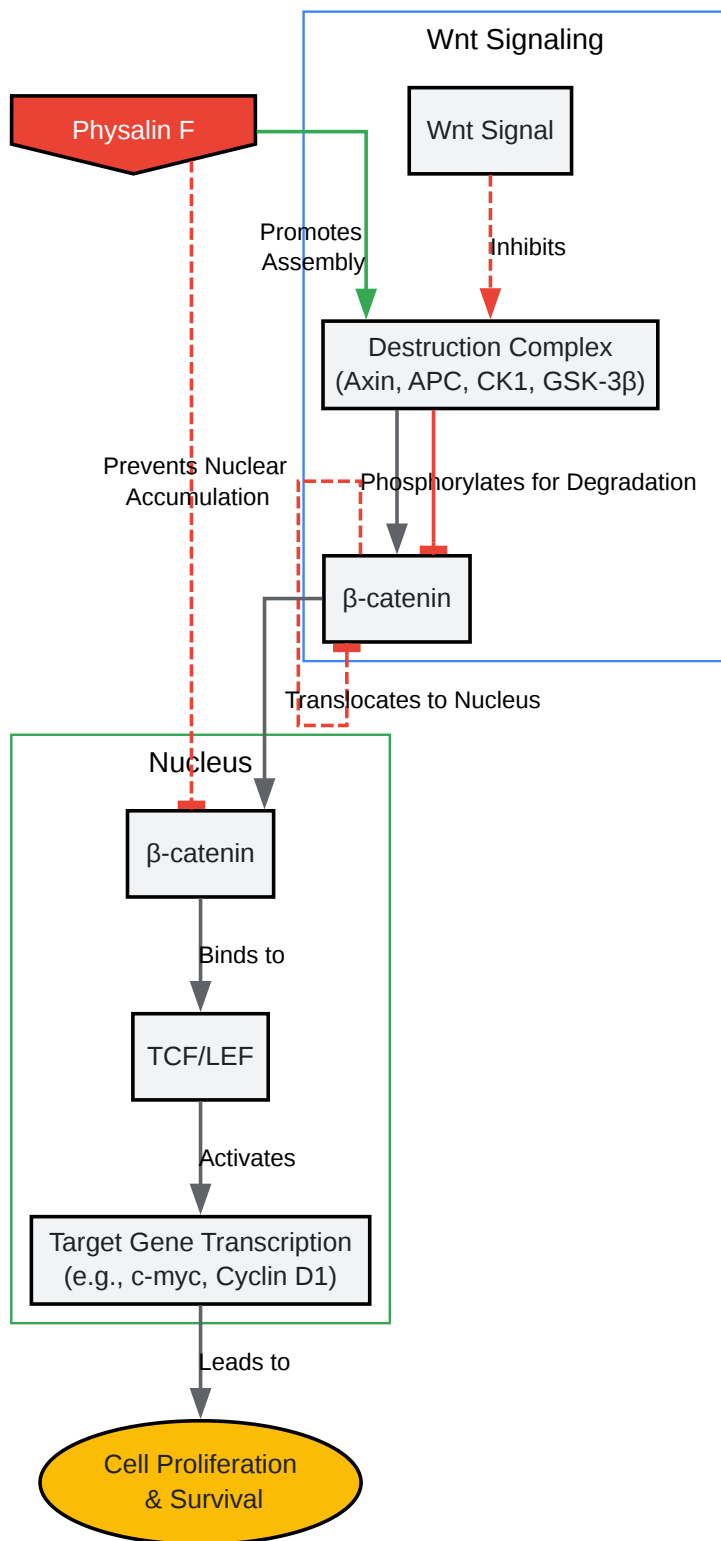 Wnt Signaling
Physalin F
Wnt Signal
Promotes
Assembly
Inhibits
Destruction Complex
(Axin, APC, CK1, GSK-3β)
Prevents Nuclear
Accumulation
Phosphorylates for Degradation
β-catenin
Translocates to Nucleus
Nucleus
β-catenin
Binds to
TCF/LEF
Activates
Target Gene Transcription
(e.g., c-myc, Cyclin D1)
Leads to
Cell Proliferation
& Survival